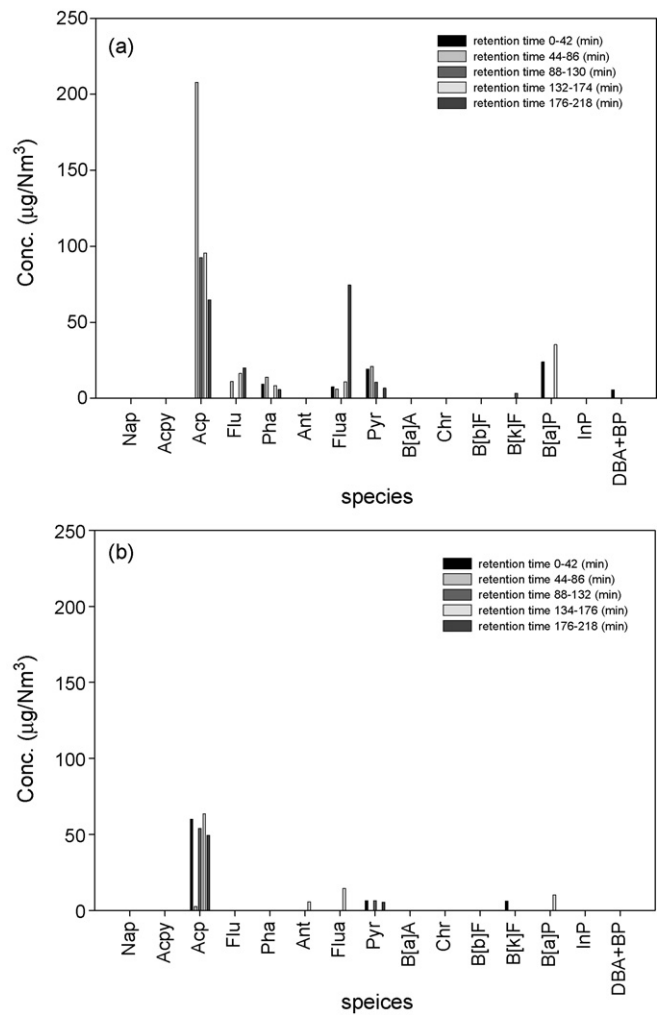 (a)
retention time 0-42 (min)
retention time 44-86 (min)
retention time 88-130 (min)
retention time 132-174 (min)
retention time 176-218 (min)
250
200
150
100
50
0
Conc. (µg/Nm³)
Nap
Acpy
Acp
Flu
Pha
Ant
Flua
Pyr
B[a]A
Chr
B[b]F
B[k]F
B[a]P
InP
DBA+BP
species
(b)
retention time 0-42 (min)
retention time 44-86 (min)
retention time 88-132 (min)
retention time 134-176 (min)
retention time 176-218 (min)
250
200
150
100
50
0
Conc. (µg/Nm³)
Nap
Acpy
Acp
Flu
Pha
Ant
Flua
Pyr
B[a]A
Chr
B[b]F
B[k]F
B[a]P
InP
DBA+BP
speices